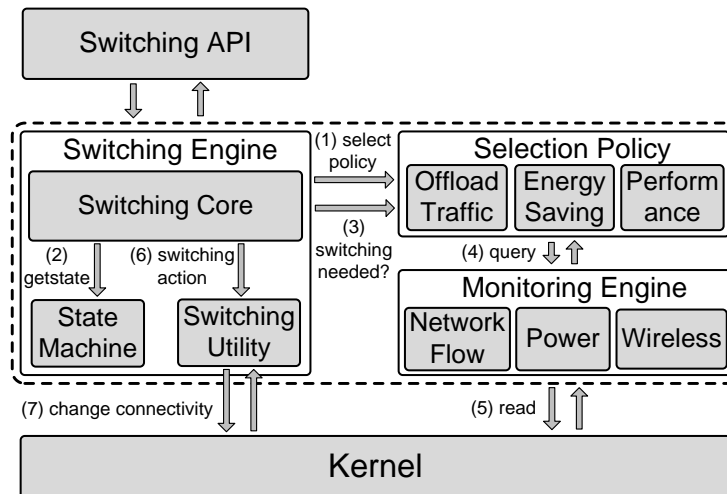 Switching API
Switching Engine
Switching Core
(2)
getstate
(6) switching
action
State
Machine
Switching
Utility
(1) select
policy
(3)
switching
needed?
Selection Policy
Offload
Traffic
Energy
Saving
Perform
ance
(4) query
Monitoring Engine
Network
Flow
Power
Wireless
(7) change connectivity
(5) read
Kernel